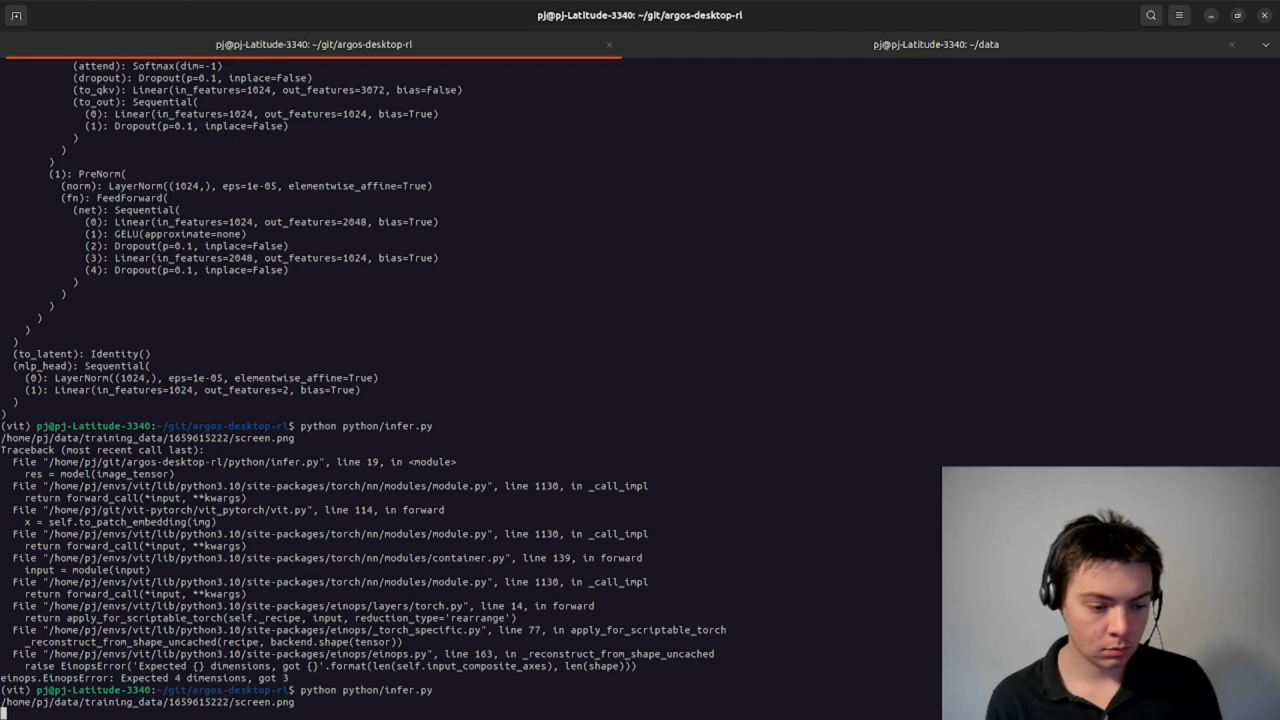 pj@pj-Latitude-3340: ~/git/argos-desktop-rl
pj@pj-Latitude-3340: ~/git/argos-desktop-rl
pj@pj-Latitude-3340: ~/data
(attend): Softmax(dim=-1)
(dropout): Dropout(p=0.1, inplace=False)
(to_qkv): Linear(in_features=1024, out_features=3072, bias=False)
(to_out): Sequential(
(0): Linear(in_features=1024, out_features=1024, bias=True)
(1): Dropout(p=0.1, inplace=False)
)
)
)
(1): PreNorm(
(norm): LayerNorm((1024,), eps=1e-05, elementwise_affine=True)
(fn): FeedForward(
(net): Sequential(
(0): Linear(in_features=1024, out_features=2048, bias=True)
(1): GELU(approximate=none)
(2): Dropout(p=0.1, inplace=False)
(3): Linear(in_features=2048, out_features=1024, bias=True)
(4): Dropout(p=0.1, inplace=False)
)
)
)
)
)
)
(to_latent): Identity()
(mlp_head): Sequential(
(0): LayerNorm((1024,), eps=1e-05, elementwise_affine=True)
(1): Linear(in_features=1024, out_features=2, bias=True)
)
)
(vit) pj@pj-Latitude-3340:~/git/argos-desktop-rl$ python python/infer.py
/home/pj/data/training_data/1659615222/screen.png
Traceback (most recent call last):
File "/home/pj/git/argos-desktop-rl/python/infer.py", line 19, in <module>
res = model(image_tensor)
File "/home/pj/envs/vit/lib/python3.10/site-packages/torch/nn/modules/module.py", line 1130, in _call_impl
return forward_call(*input, **kwargs)
File "/home/pj/git/vit-pytorch/vit_pytorch/vit.py", line 114, in forward
x = self.to_patch_embedding(img)
File "/home/pj/envs/vit/lib/python3.10/site-packages/torch/nn/modules/module.py", line 1130, in _call_impl
return forward_call(*input, **kwargs)
File "/home/pj/envs/vit/lib/python3.10/site-packages/torch/nn/modules/container.py", line 139, in forward
input = module(input)
File "/home/pj/envs/vit/lib/python3.10/site-packages/torch/nn/modules/module.py", line 1130, in _call_impl
return forward_call(*input, **kwargs)
File "/home/pj/envs/vit/lib/python3.10/site-packages/einops/layers/torch.py", line 14, in forward
return apply_for_scriptable_torch(self._recipe, input, reduction_type='rearrange')
File "/home/pj/envs/vit/lib/python3.10/site-packages/einops/_torch_specific.py", line 77, in apply_for_scriptable_torch
_reconstruct_from_shape_uncached(recipe, backend.shape(tensor))
File "/home/pj/envs/vit/lib/python3.10/site-packages/einops/einops.py", line 163, in _reconstruct_from_shape_uncached
raise EinopsError('Expected {} dimensions, got {}'.format(len(self.input_composite_axes), len(shape)))
einops.EinopsError: Expected 4 dimensions, got 3
(vit) pj@pj-Latitude-3340:~/git/argos-desktop-rl$ python python/infer.py
/home/pj/data/training_data/1659615222/screen.png